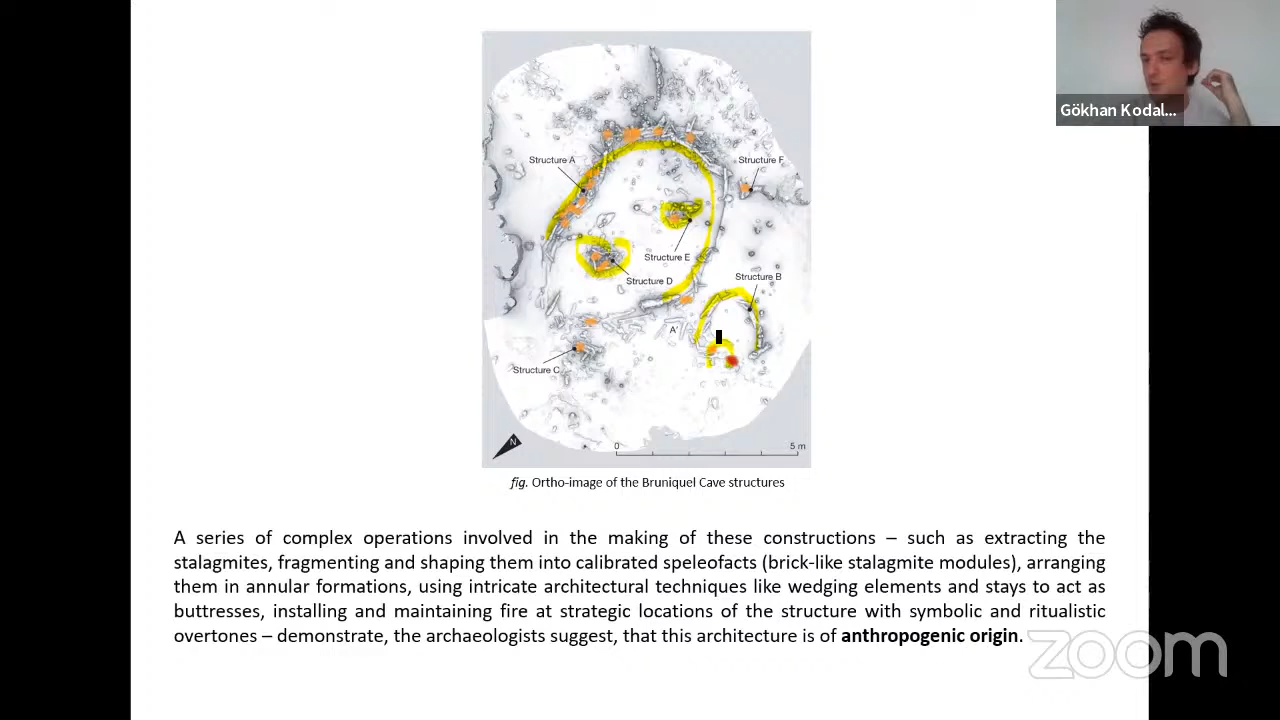 Gökhan Kodal...
Structure A
Structure F
Structure E
Structure D
Structure B
A'
Structure C
N
0
5 m
fig. Ortho-image of the Bruniquel Cave structures
A series of complex operations involved in the making of these constructions – such as extracting the
stalagmites, fragmenting and shaping them into calibrated speleofacts (brick-like stalagmite modules), arranging
them in annular formations, using intricate architectural techniques like wedging elements and stays to act as
buttresses, installing and maintaining fire at strategic locations of the structure with symbolic and ritualistic
overtones – demonstrate, the archaeologists suggest, that this architecture is of anthropogenic origin.
zoom